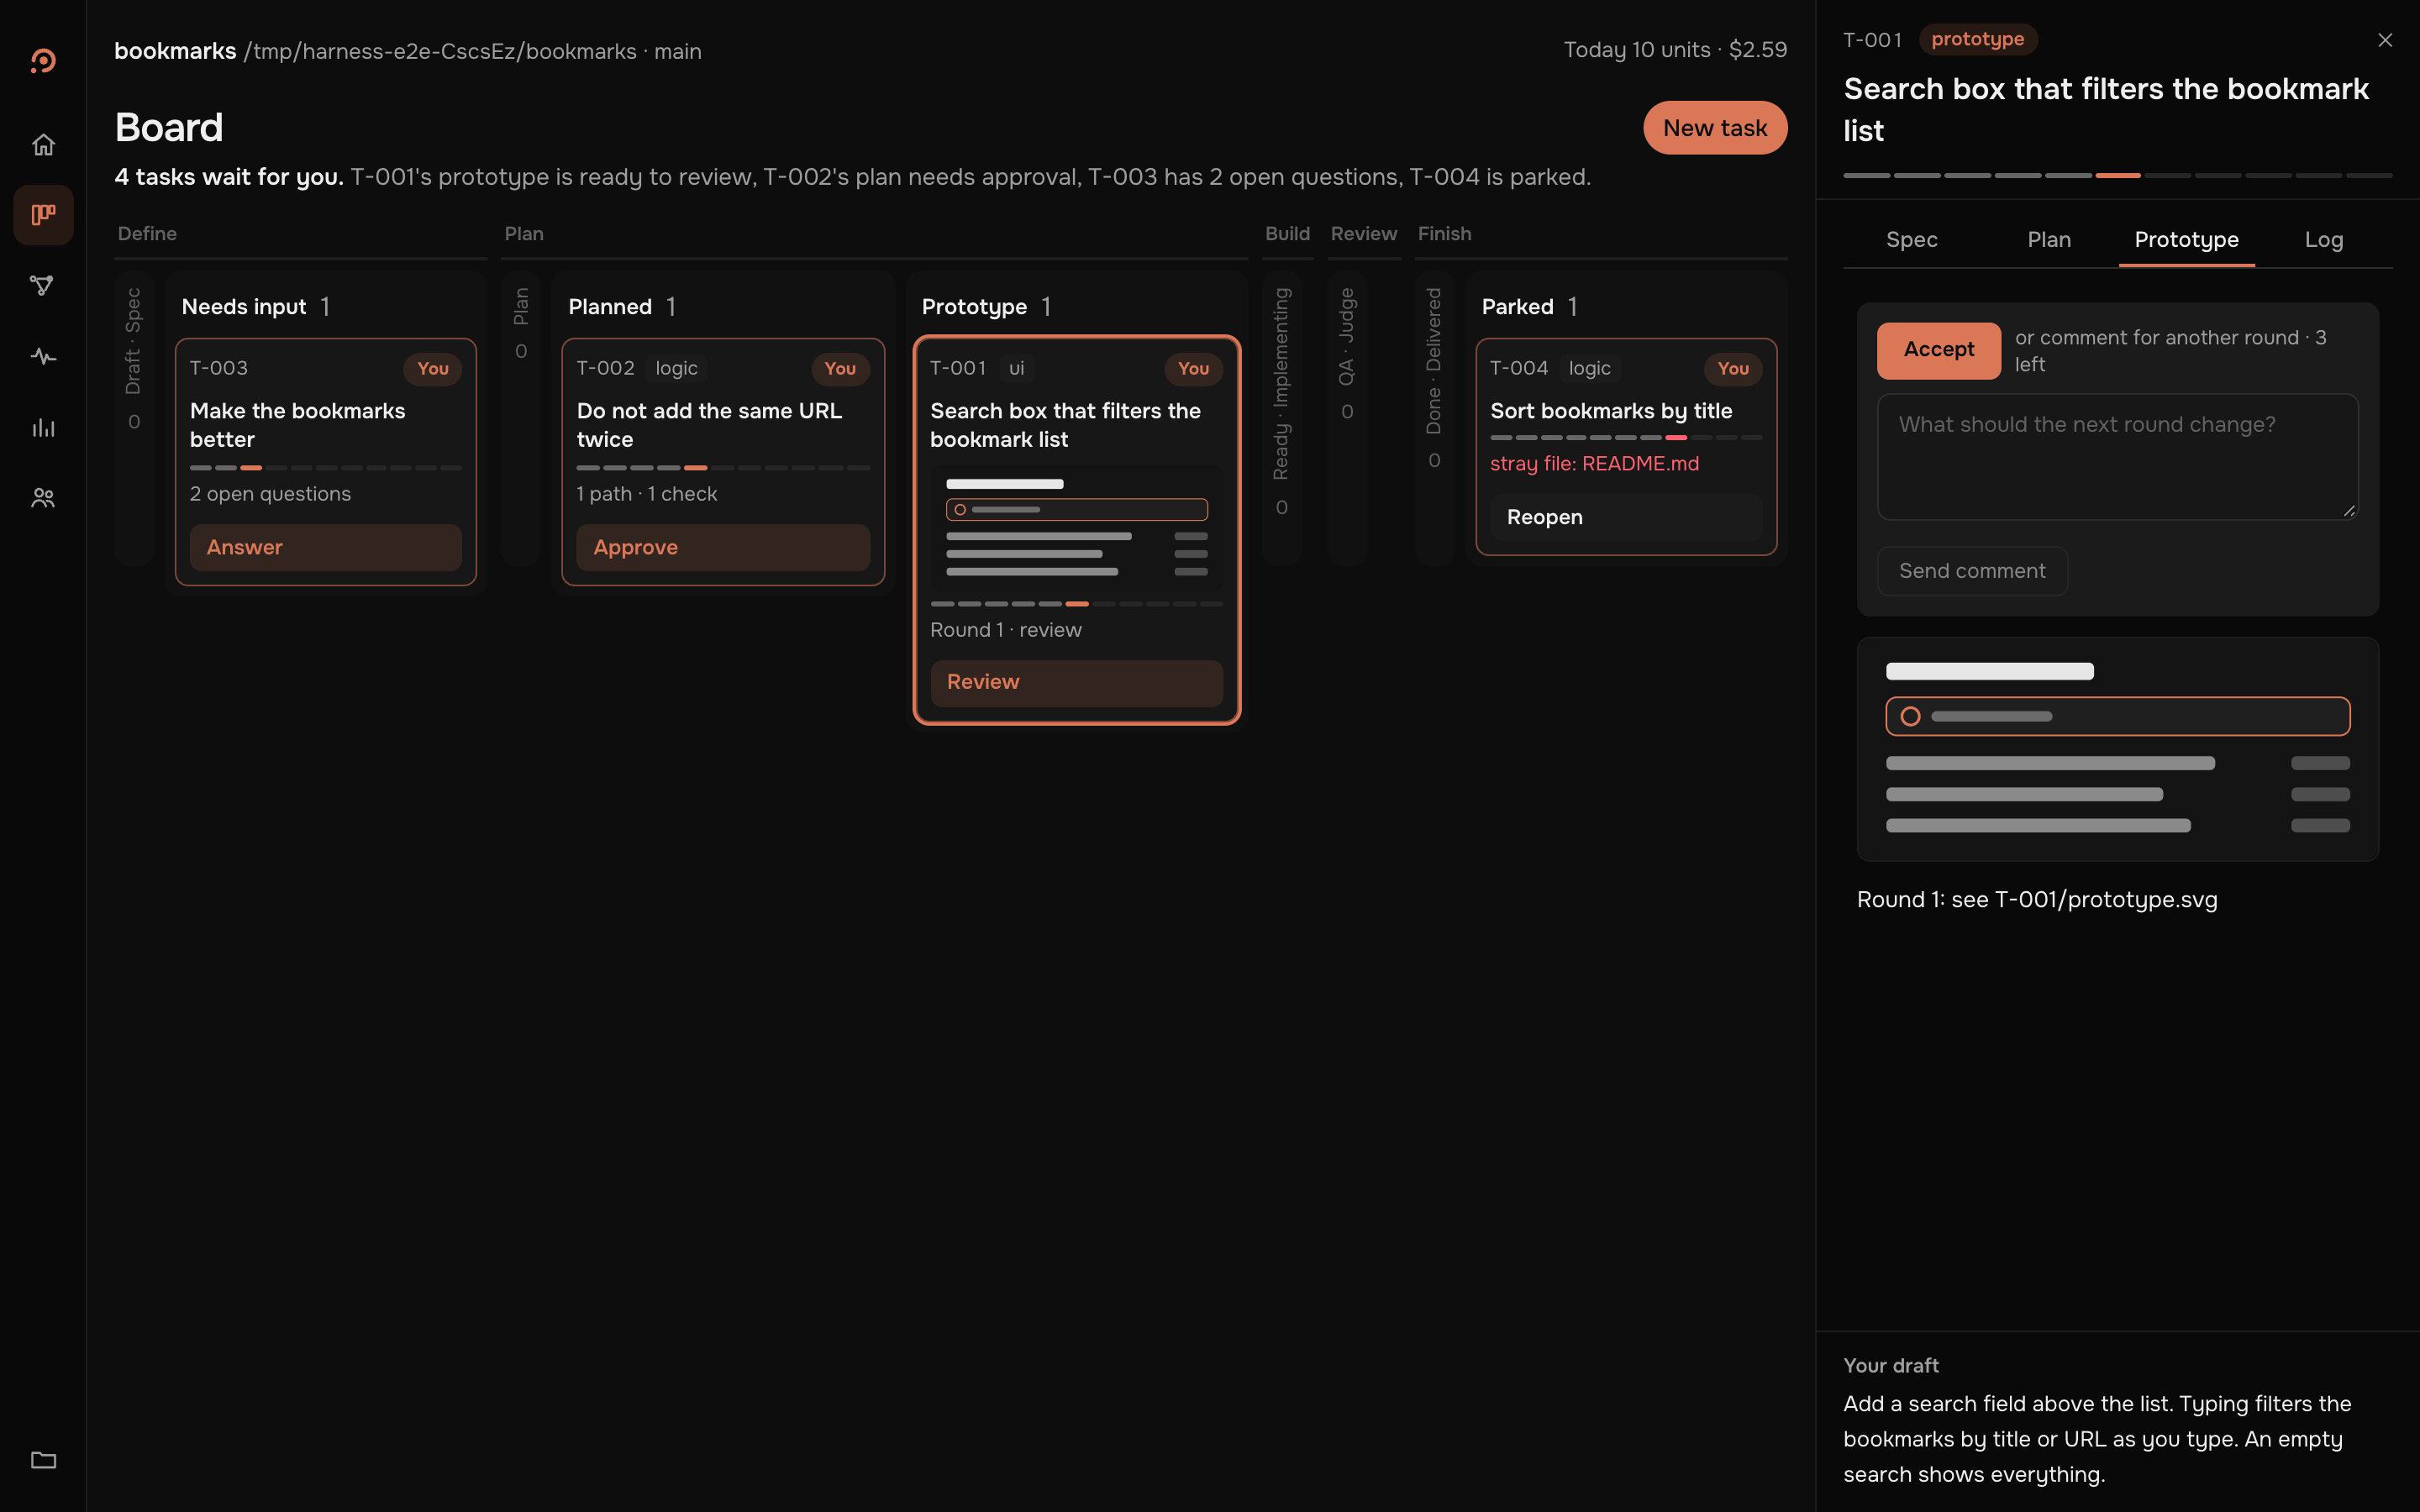 bookmarks /tmp/harness-e2e-CscsEz/bookmarks · main
Today 10 units · $2.59
Board
New task
4 tasks wait for you. T-001's prototype is ready to review, T-002's plan needs approval, T-003 has 2 open questions, T-004 is parked.
Define
Draft · Spec
0
Needs input 1
T-003
You
Make the bookmarks
better
2 open questions
Answer
Plan
Plan
0
Planned 1
T-002 logic
You
Do not add the same URL
twice
1 path · 1 check
Approve
Prototype 1
T-001 ui
You
Search box that filters the
bookmark list
Round 1 · review
Review
Build
Ready · Implementing
0
Review
QA · Judge
0
Finish
Done · Delivered
0
Parked 1
T-004 logic
You
Sort bookmarks by title
stray file: README.md
Reopen
T-001 prototype
Search box that filters the bookmark
list
Spec
Plan
Prototype
Log
Accept
or comment for another round · 3
left
What should the next round change?
Send comment
Round 1: see T-001/prototype.svg
Your draft
Add a search field above the list. Typing filters the
bookmarks by title or URL as you type. An empty
search shows everything.